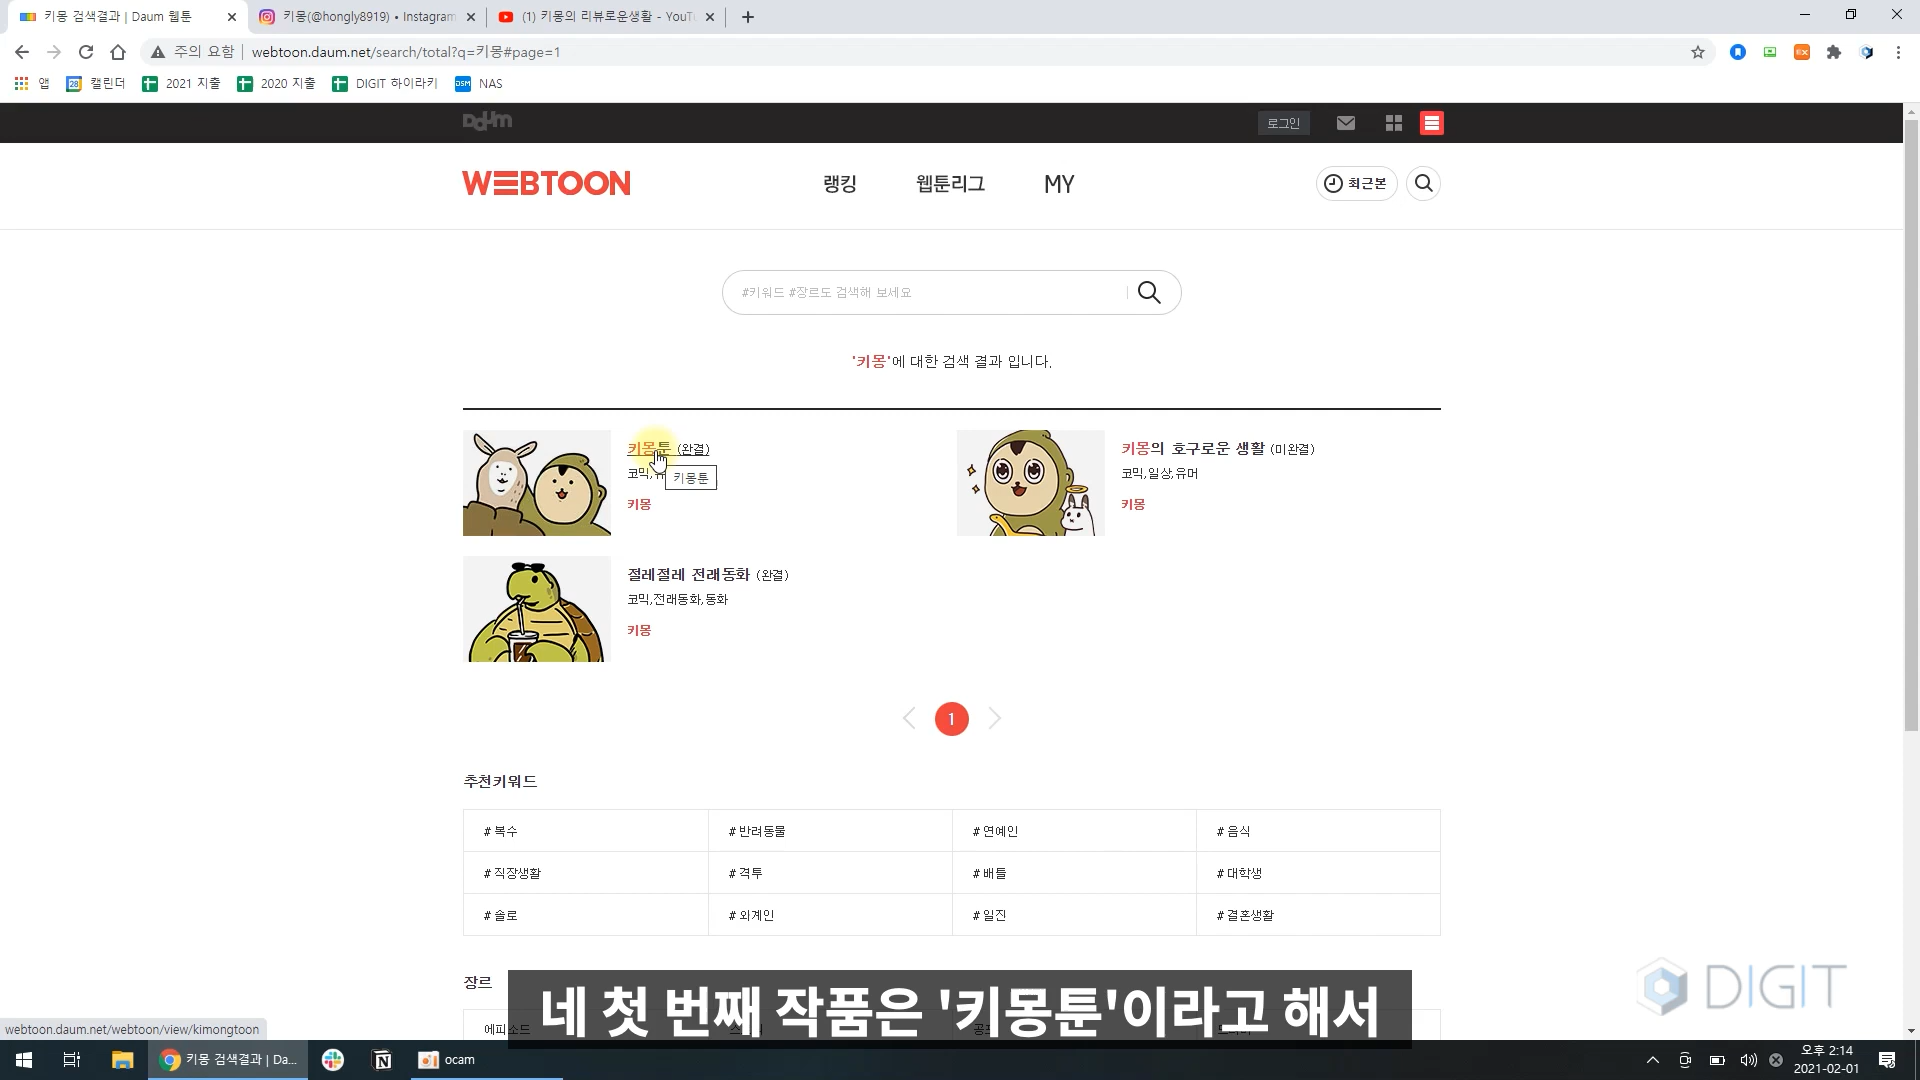 키몽 검색결과 | Daum 웹툰
키몽(@hongly8919) • Instagram
(1) 키몽의 리뷰로운생활 - YouTu
주의 요함
webtoon.daum.net/search/total?q=키몽#page=1
앱
28
캘린더
2021 지출
2020 지출
DIGIT 하이라키
DSM
NAS
EX
Daum
로그인
WEBTOON
랭킹
웹툰리그
MY
최근본
#키워드 #장르도 검색해 보세요
'키몽'에 대한 검색 결과 입니다.
키몽툰 (완결)
코믹,
키몽툰
키몽
키몽의 호구로운 생활 (미완결)
코믹,일상,유머
키몽
절레절레 전래동화 (완결)
코믹,전래동화,동화
키몽
1
추천키워드
# 복수
# 반려동물
# 연예인
# 음식
# 직장생활
# 격투
# 배틀
# 대학생
# 솔로
# 외계인
# 일진
# 결혼생활
장르
에피소드
네 첫 번째 작품은 '키몽툰'이라고 해서
DIGIT
webtoon.daum.net/webtoon/view/kimongtoon
키몽 검색결과 | Da...
ocam
오후 2:14
2021-02-01